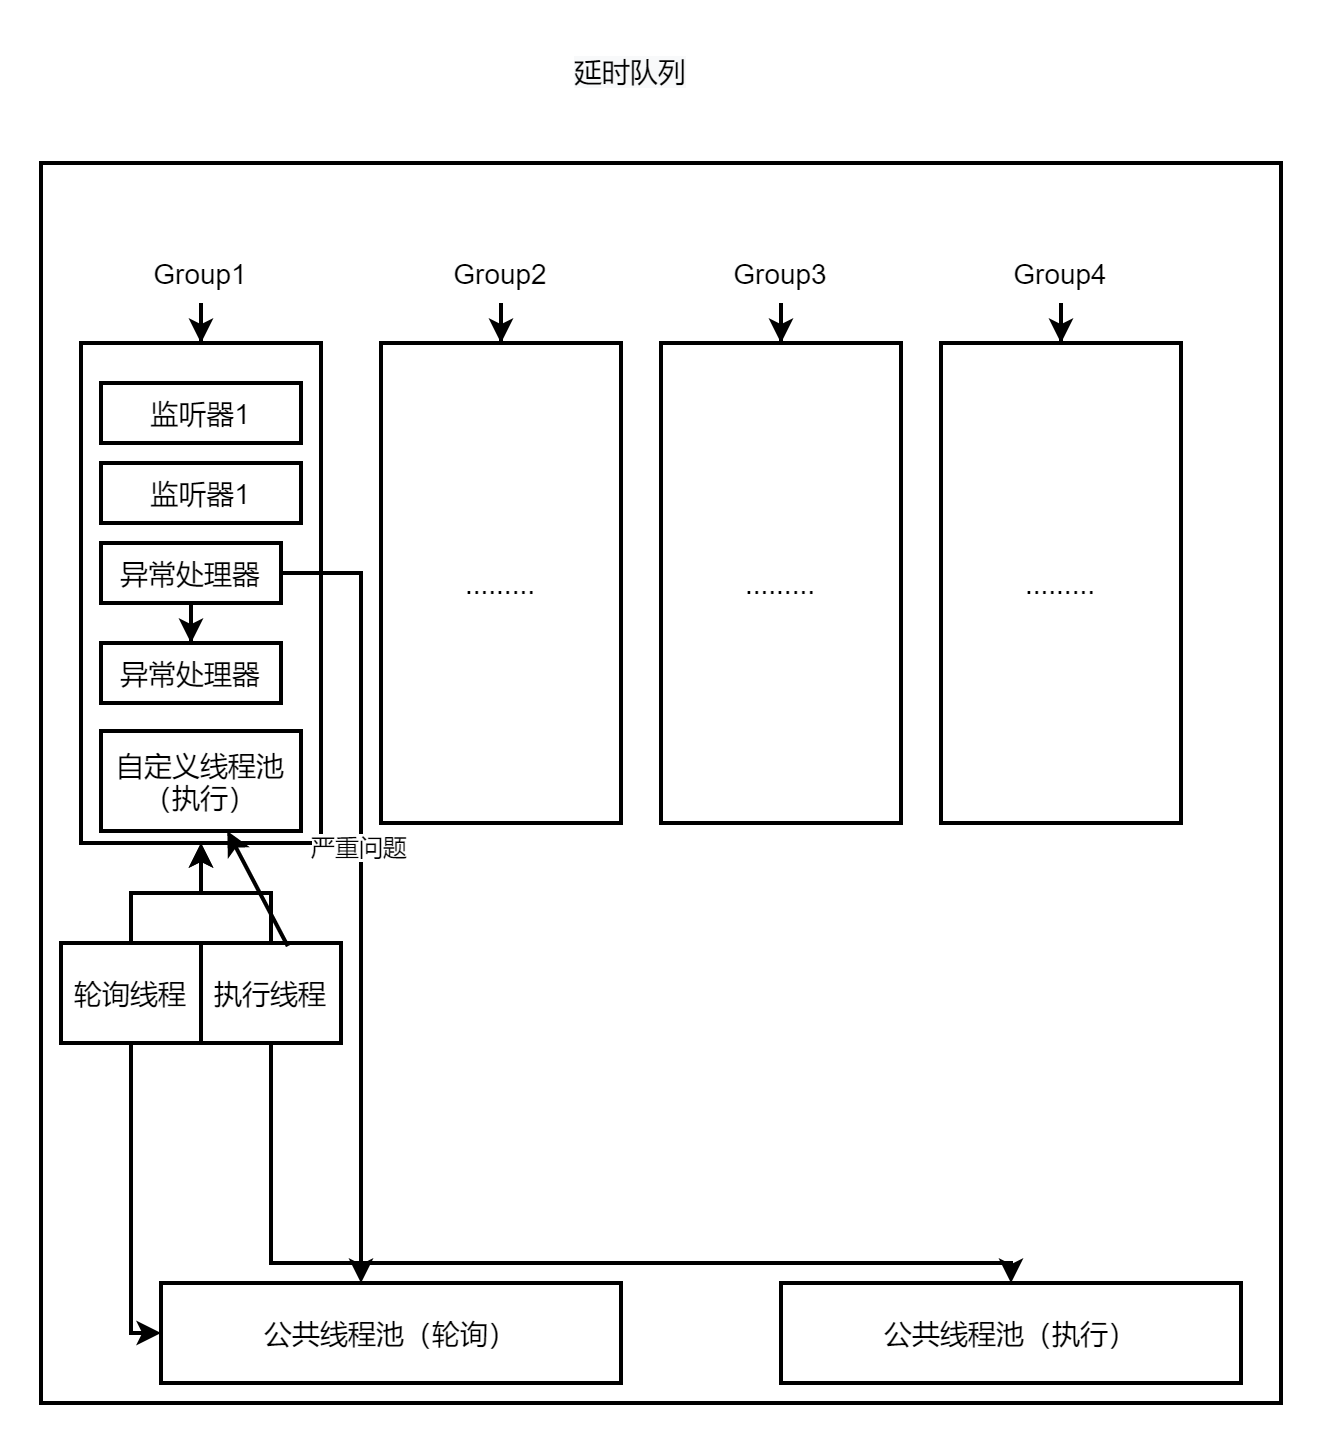 延时队列
Group1
Group2
Group3
Group4
监听器1
监听器1
异常处理器
异常处理器
自定义线程池
（执行）
.........
.........
.........
严重问题
轮询线程
执行线程
公共线程池（轮询）
公共线程池（执行）